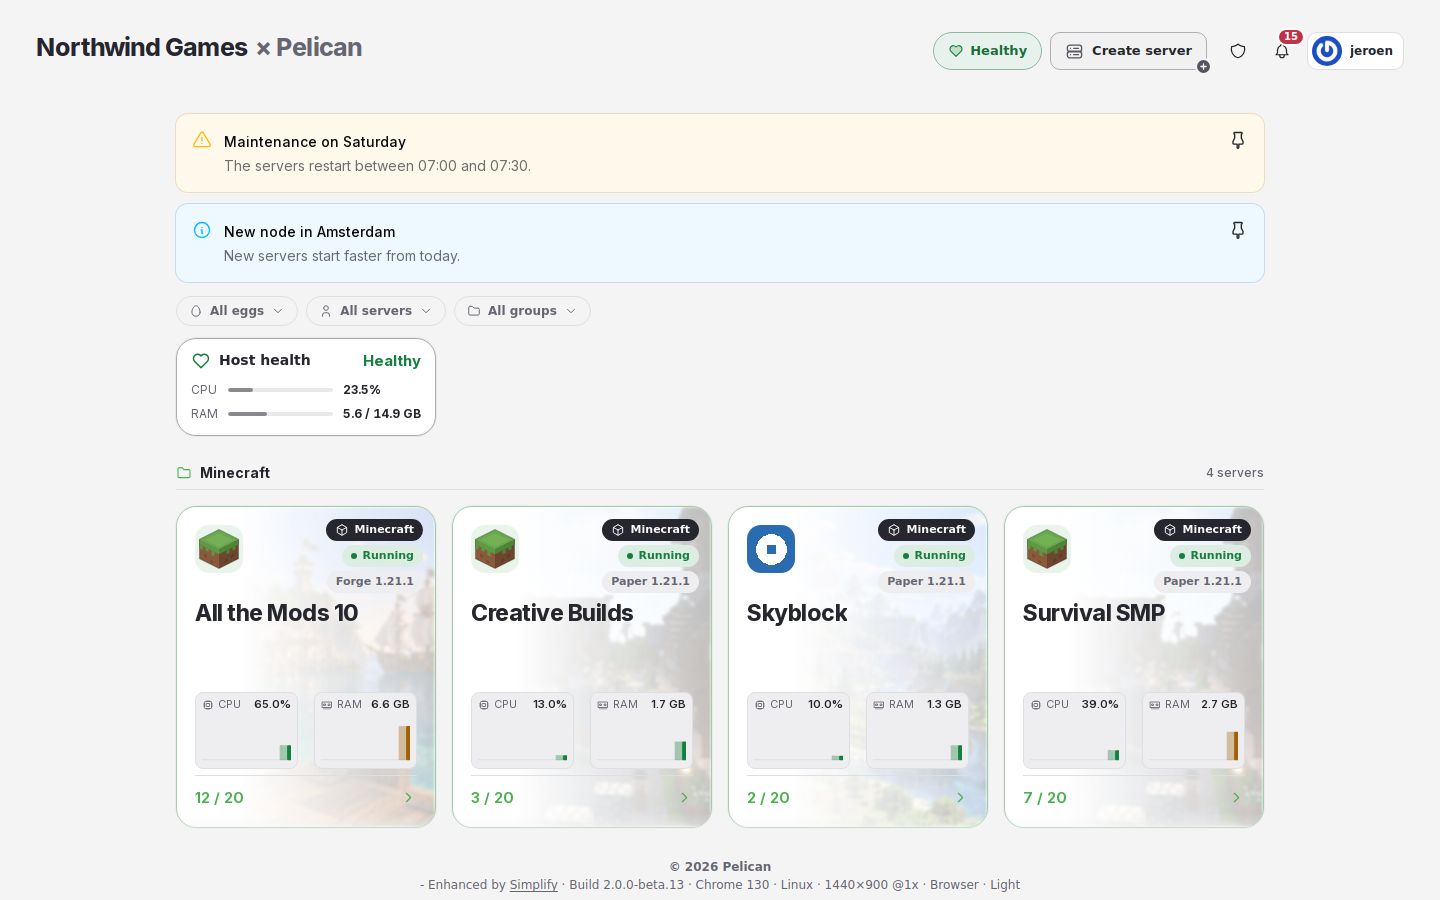 Northwind Games × Pelican
Healthy
Create server
15
jeroen
Maintenance on Saturday
The servers restart between 07:00 and 07:30.
New node in Amsterdam
New servers start faster from today.
All eggs
All servers
All groups
Host health
Healthy
CPU 23.5%
RAM 5.6 / 14.9 GB
Minecraft
4 servers
Minecraft
Running
Forge 1.21.1
All the Mods 10
CPU 65.0%
RAM 6.6 GB
12 / 20
Minecraft
Running
Paper 1.21.1
Creative Builds
CPU 13.0%
RAM 1.7 GB
3 / 20
Minecraft
Running
Paper 1.21.1
Skyblock
CPU 10.0%
RAM 1.3 GB
2 / 20
Minecraft
Running
Paper 1.21.1
Survival SMP
CPU 39.0%
RAM 2.7 GB
7 / 20
© 2026 Pelican
- Enhanced by Simplify · Build 2.0.0-beta.13 · Chrome 130 · Linux · 1440×900 @1x · Browser · Light